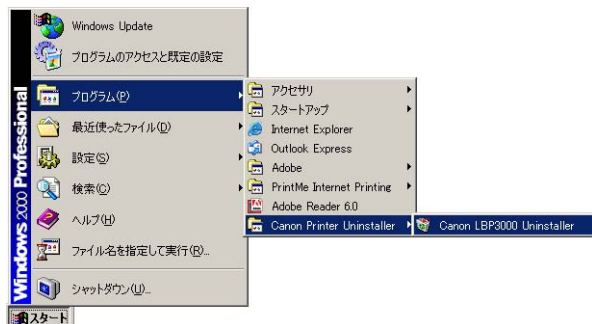 Windows Update
プログラムのアクセスと既定の設定
プログラム(P)
最近使ったファイル(D)
設定(S)
検索(C)
ヘルプ(H)
ファイル名を指定して実行(R)...
シャットダウン(U)...
Windows 2000 Professional
スタート
アクセサリ
スタートアップ
Internet Explorer
Outlook Express
Adobe
PrintMe Internet Printing
Adobe Reader 6.0
Canon Printer Uninstaller
Canon LBP3000 Uninstaller